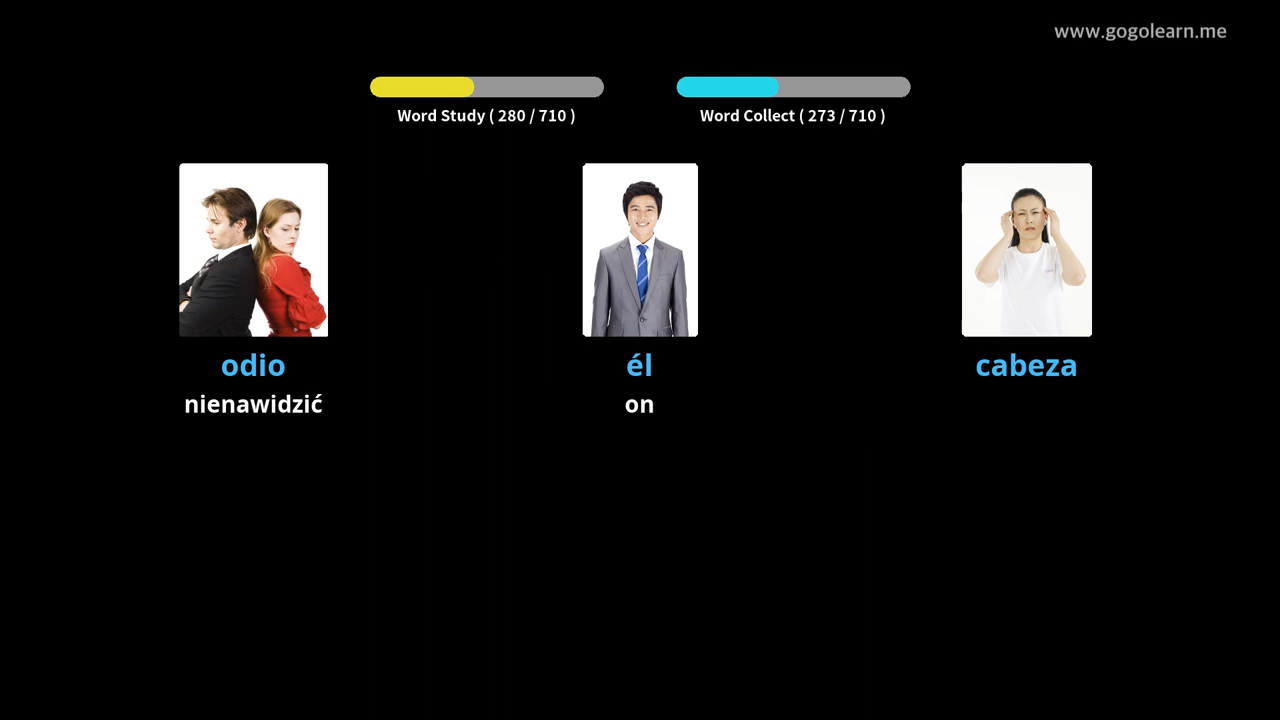 www.gogolearn.me
Word Study ( 280 / 710 )
Word Collect ( 273 / 710 )
odio
nienawidzić
él
on
cabeza